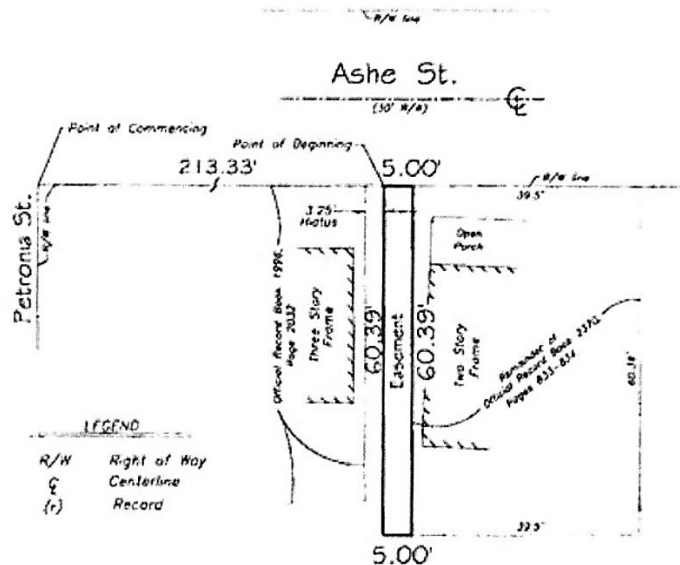 R/W line
Ashe St.
(50' R/W)
℄
Point of Commencing
Point of Beginning
213.33'
5.00'
R/W line
39.5'
Petronia St.
R/W line
3.25'
Hiatus
Open
Porch
Official Record Book 1996,
Page 2032
Three Story
Frame
60.39'
Easement
60.39'
Two Story
Frame
Remainder of
Official Record Book 2370,
Pages 833-834
60.39'
LEGEND
R/W Right of Way
℄ Centerline
(r) Record
39.5'
5.00'